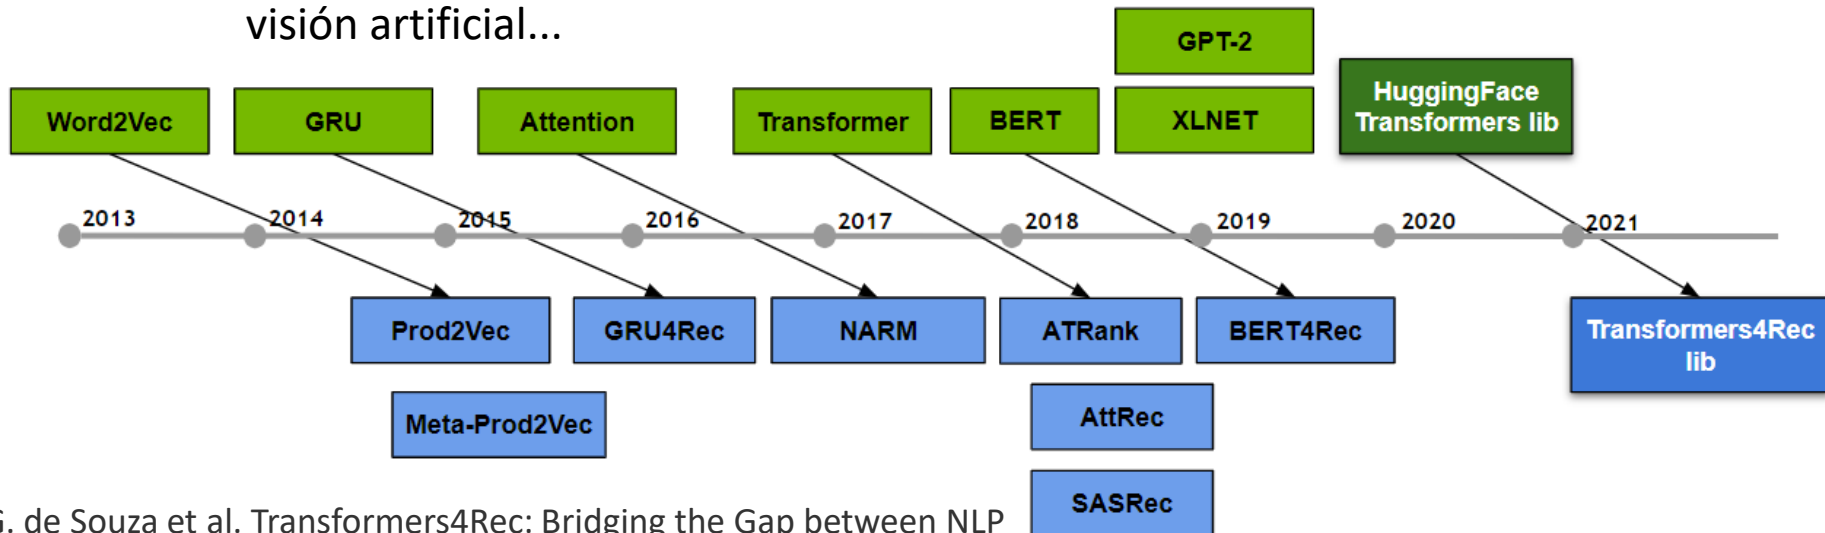 visión artificial...
GPT-2
Word2Vec
GRU
Attention
Transformer
BERT
XLNET
HuggingFace
Transformers lib
2013
2014
2015
2016
2017
2018
2019
2020
2021
Prod2Vec
GRU4Rec
NARM
ATRank
BERT4Rec
Transformers4Rec
lib
Meta-Prod2Vec
AttRec
SASRec
G. de Souza et al. Transformers4Rec: Bridging the Gap between NLP